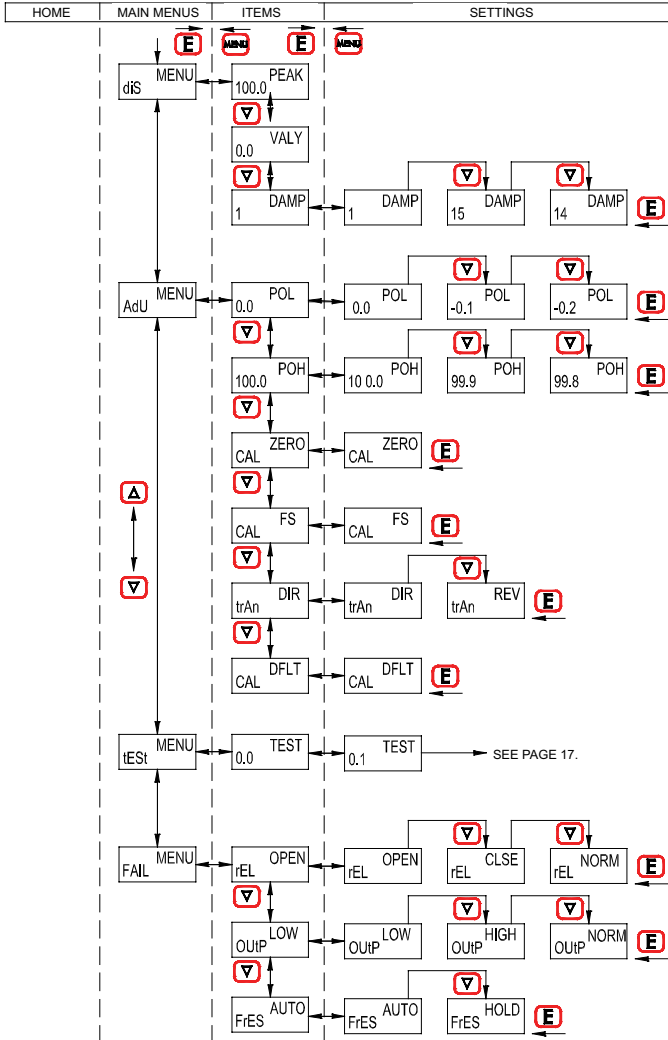 HOME MAIN MENUS ITEMS SETTINGS
E MENU E MENU
diS MENU 100.0 PEAK
▽
0.0 VALY
▽ ▽ ▽
1 DAMP 1 DAMP 15 DAMP 14 DAMP E
▽ ▽
AdU MENU 0.0 POL 0.0 POL -0.1 POL -0.2 POL E
▽ ▽ ▽
100.0 POH 10 0.0 POH 99.9 POH 99.8 POH E
▽
CAL ZERO CAL ZERO E
▽
△
CAL FS CAL FS E
▽ ▽
▽
trAn DIR trAn DIR trAn REV E
▽
CAL DFLT CAL DFLT E
tESt MENU 0.0 TEST 0.1 TEST SEE PAGE 17.
▽ ▽
FAIL MENU rEL OPEN rEL OPEN rEL CLSE rEL NORM E
▽ ▽ ▽
OUtP LOW OUtP LOW OUtP HIGH OUtP NORM E
▽ ▽
FrES AUTO FrES AUTO FrES HOLD E